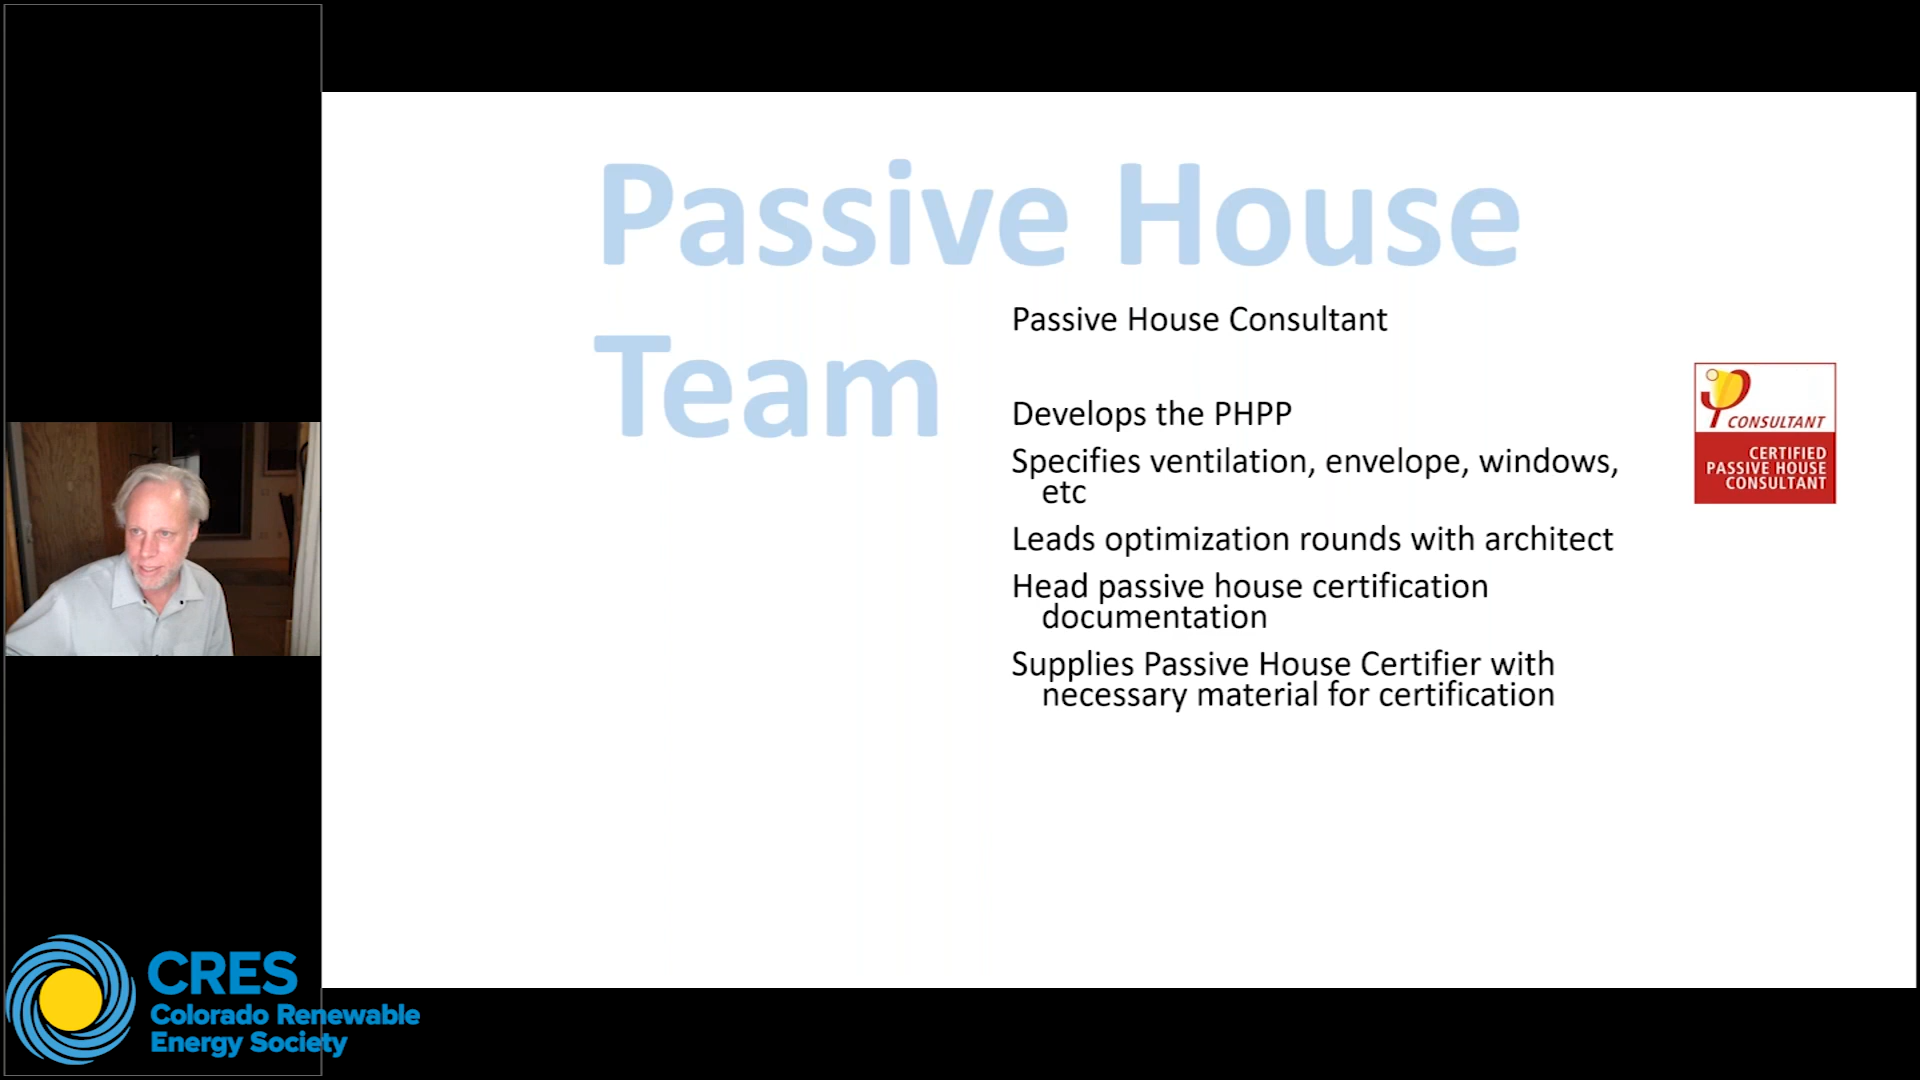 Passive House
Team
Passive House Consultant
Develops the PHPP
Specifies ventilation, envelope, windows,
etc
Leads optimization rounds with architect
Head passive house certification
documentation
Supplies Passive House Certifier with
necessary material for certification
CONSULTANT
CERTIFIED
PASSIVE HOUSE
CONSULTANT
CRES
Colorado Renewable
Energy Society